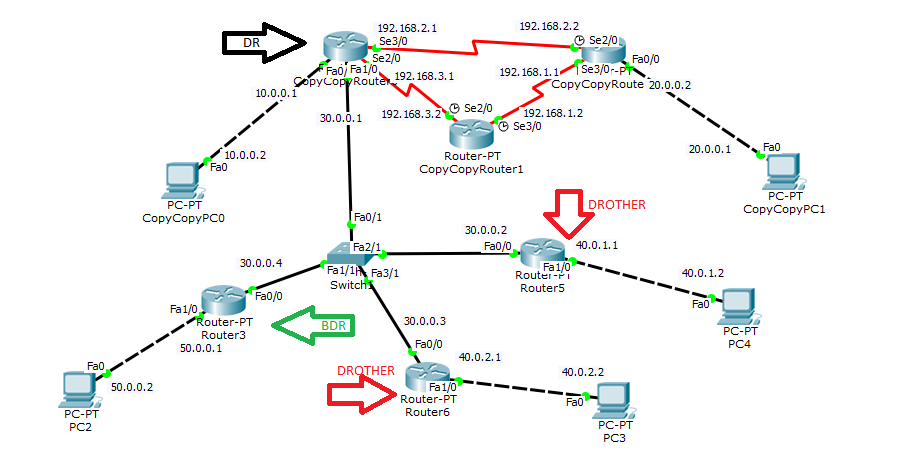 192.168.2.2
192.168.2.1
Se3/0
Se2/0
DR
Se2/0
Fa0/
Fa1/0
CopyCopyRouter
192.168.3.1
192.168.1.1
Se3/0
-PT
Fa0/0
CopyCopyRoute
20.0.0.2
10.0.0.1
30.0.0.1
192.168.3.2
Se2/0
192.168.1.2
Se3/0
Router-PT
CopyCopyRouter1
10.0.0.2
Fa0
PC-PT
CopyCopyPC0
20.0.0.1
Fa0
PC-PT
CopyCopyPC1
DROTHER
Fa0/1
30.0.0.2
Fa2/1
Fa0/0
40.0.1.1
30.0.0.4
Fa1/1
Fa3/1
Switch1
Router-PT
Fa1/0
Router5
40.0.1.2
Fa0
PC-PT
PC4
Fa0/0
Fa1/0
Router-PT
Router3
BDR
30.0.0.3
50.0.0.1
Fa0/0
40.0.2.1
DROTHER
Fa0
50.0.0.2
PC-PT
PC2
Fa1/0
Router-PT
Router6
40.0.2.2
Fa0
PC-PT
PC3